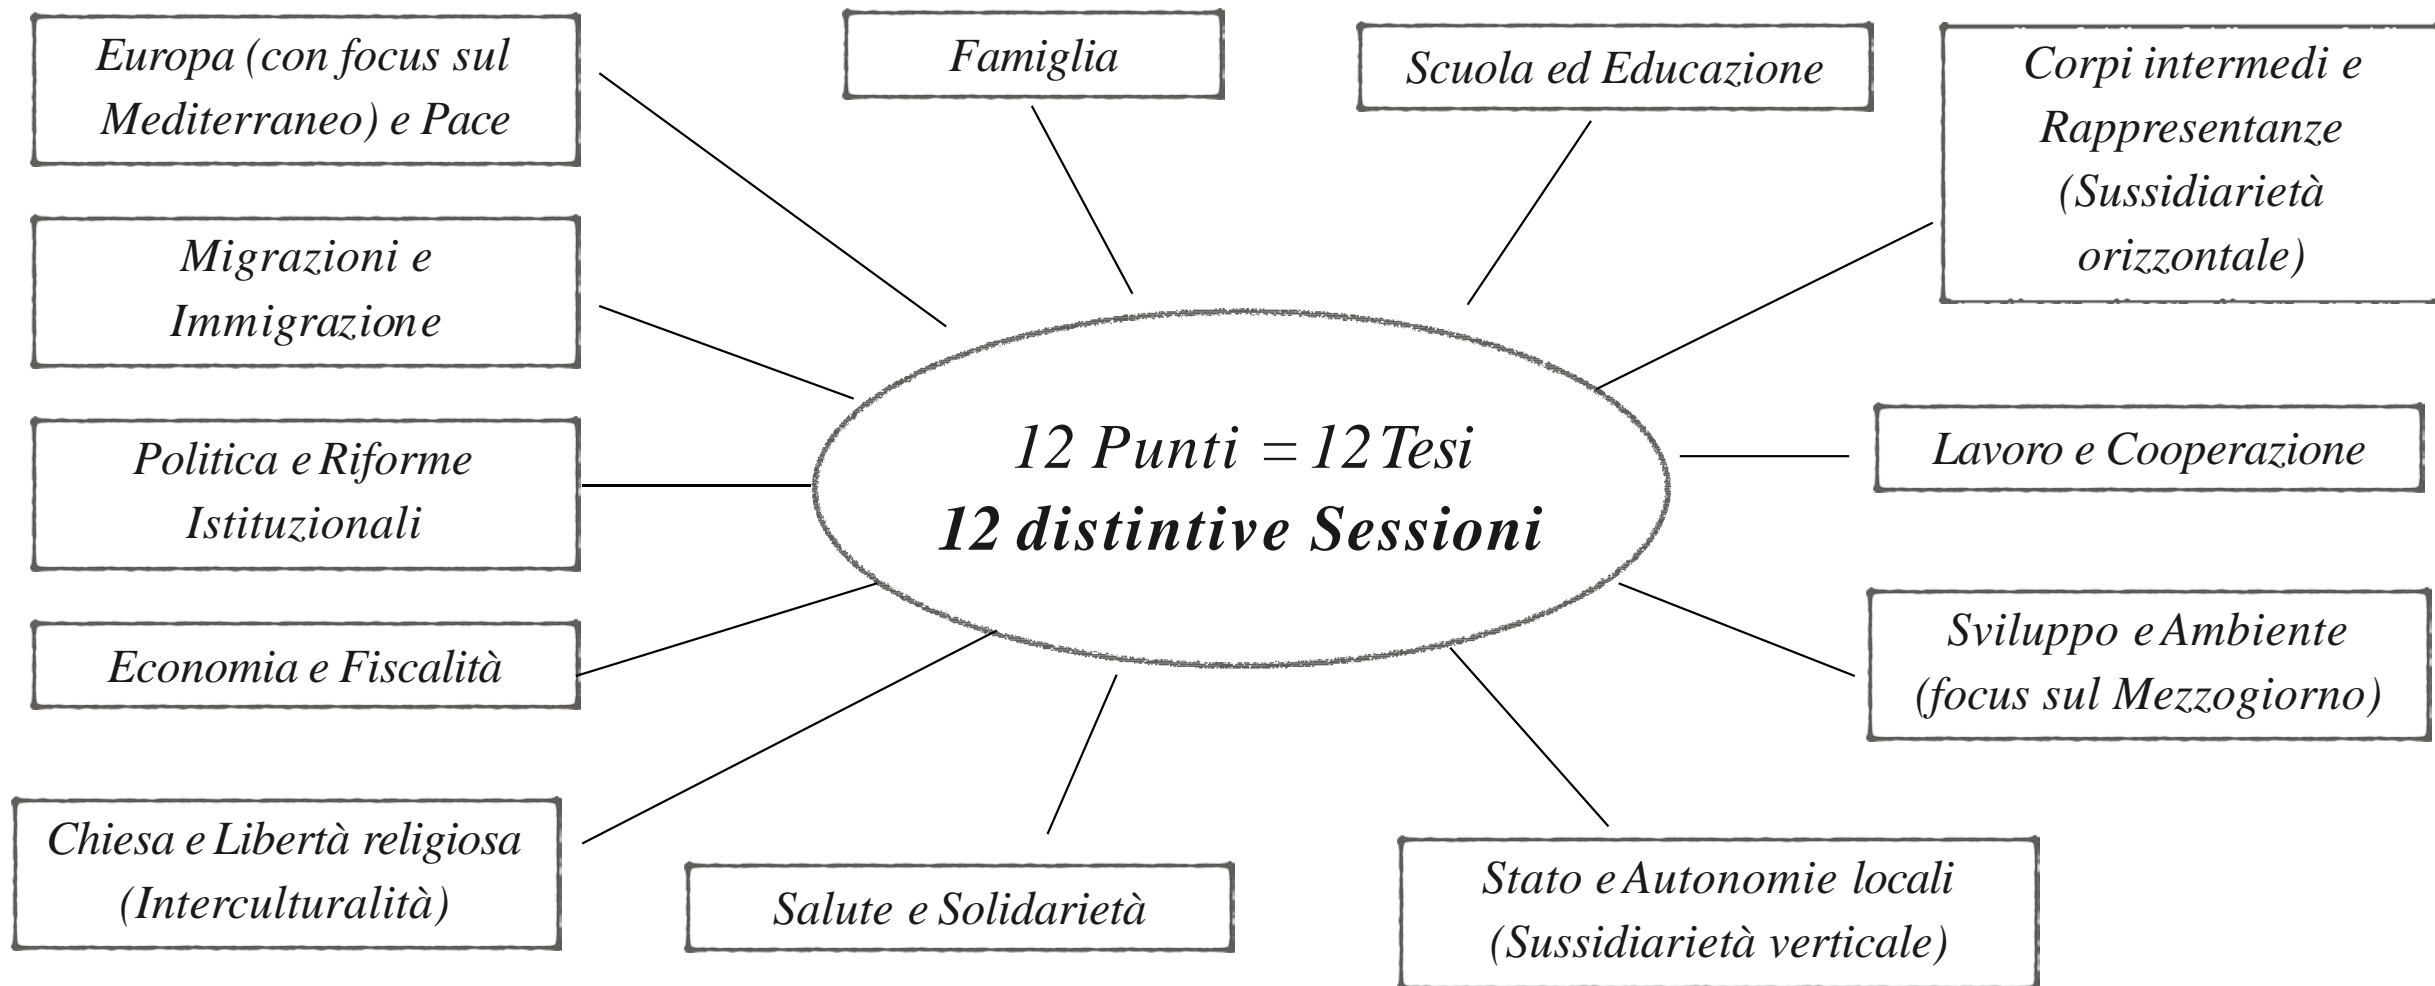 Europa (con focus sul
Mediterraneo) e Pace
Famiglia
Scuola ed Educazione
Corpi intermedi e
Rappresentanze
(Sussidiarietà
orizzontale)
Migrazioni e
Immigrazione
12 Punti = 12 Tesi
12 distintive Sessioni
Politica e Riforme
Istituzionali
Lavoro e Cooperazione
Economia e Fiscalità
Sviluppo e Ambiente
(focus sul Mezzogiorno)
Chiesa e Libertà religiosa
(Interculturalità)
Salute e Solidarietà
Stato e Autonomie locali
(Sussidiarietà verticale)